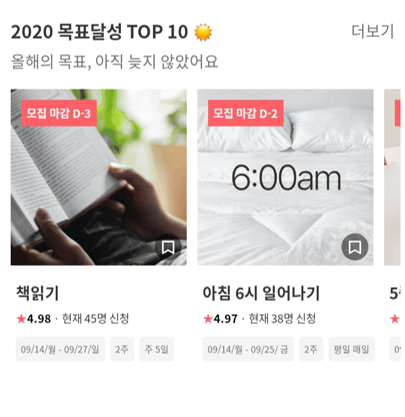 2020 목표달성 TOP 10
더보기
올해의 목표, 아직 늦지 않았어요
모집 마감 D-3
모집 마감 D-2
6:00am
책읽기
★4.98 · 현재 45명 신청
09/14/월 - 09/27/일
2주
주 5일
아침 6시 일어나기
★4.97 · 현재 38명 신청
09/14/월 - 09/25/ 금
2주
평일 매일